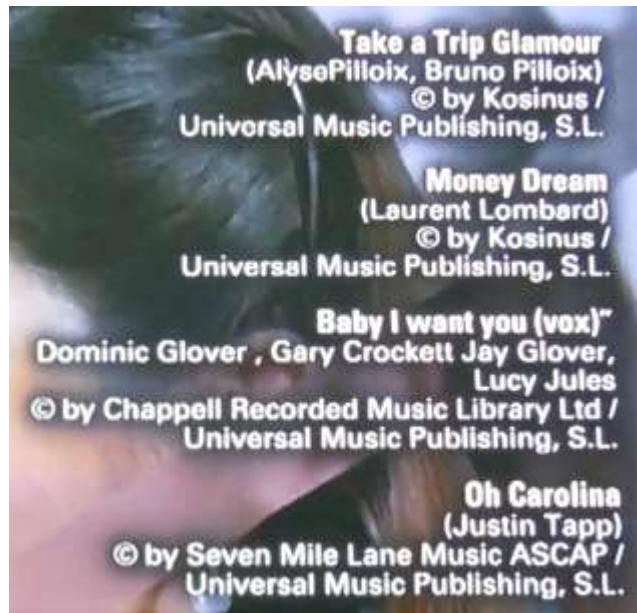 Take a Trip Glamour
(AlysePilloix, Bruno Pilloix)
© by Kosinus /
Universal Music Publishing, S.L.
Money Dream
(Laurent Lombard)
© by Kosinus /
Universal Music Publishing, S.L.
Baby I want you (vox)"
Dominic Glover , Gary Crockett Jay Glover,
Lucy Jules
© by Chappell Recorded Music Library Ltd /
Universal Music Publishing, S.L.
Oh Carolina
(Justin Tapp)
© by Seven Mile Lane Music ASCAP /
Universal Music Publishing, S.L.